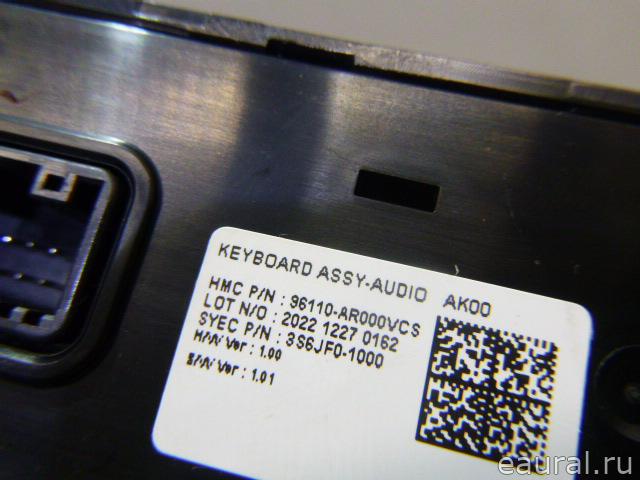 KEYBOARD ASSY-AUDIO AK00
HMC P/N : 96110-AR000VCS
LOT N/O : 2022 1227 0162
SYEC P/N : 3S6JF0-1000
H/W Ver : 1.00
S/W Ver : 1.01
eaural.ru